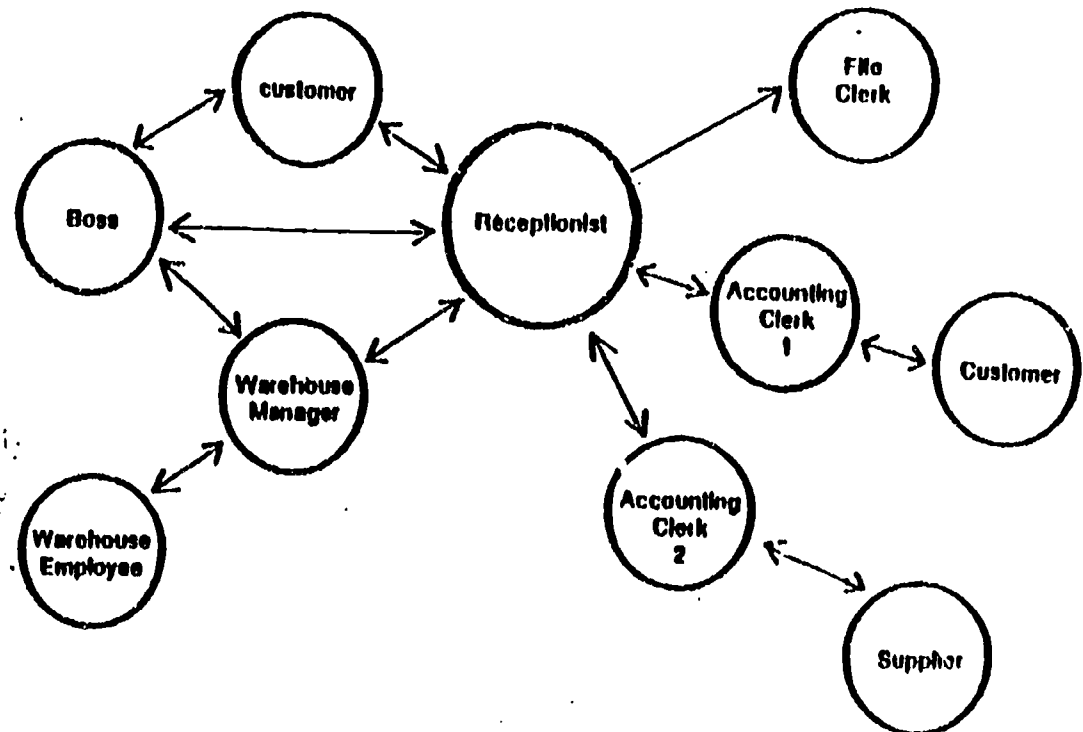 customer
File
Clerk
Boss
Receptionist
Accounting
Clerk
1
Customer
Warehouse
Manager
Accounting
Clerk
2
Warehouse
Employee
Supplier